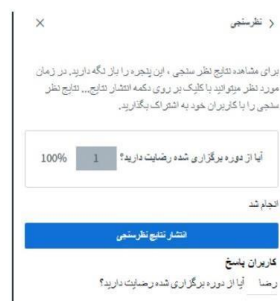 نظرسنجی
برای مشاهده نتایج نظر سنجی ، این پنجره را باز نگه دارید. در زمان
مورد نظر میتوانید با کلیک بر روی دکمه انتشار نتایج... نتایج نظر
سنجی را با کاربران خود به اشتراک بگذارید.
آیا از دوره برگزاری شده رضایت دارید؟ 1 100%
انجام شد
انتشار نتایج نظرسنجی
کاربران پاسخ
رضا آیا از دوره برگزاری شده رضایت دارید؟